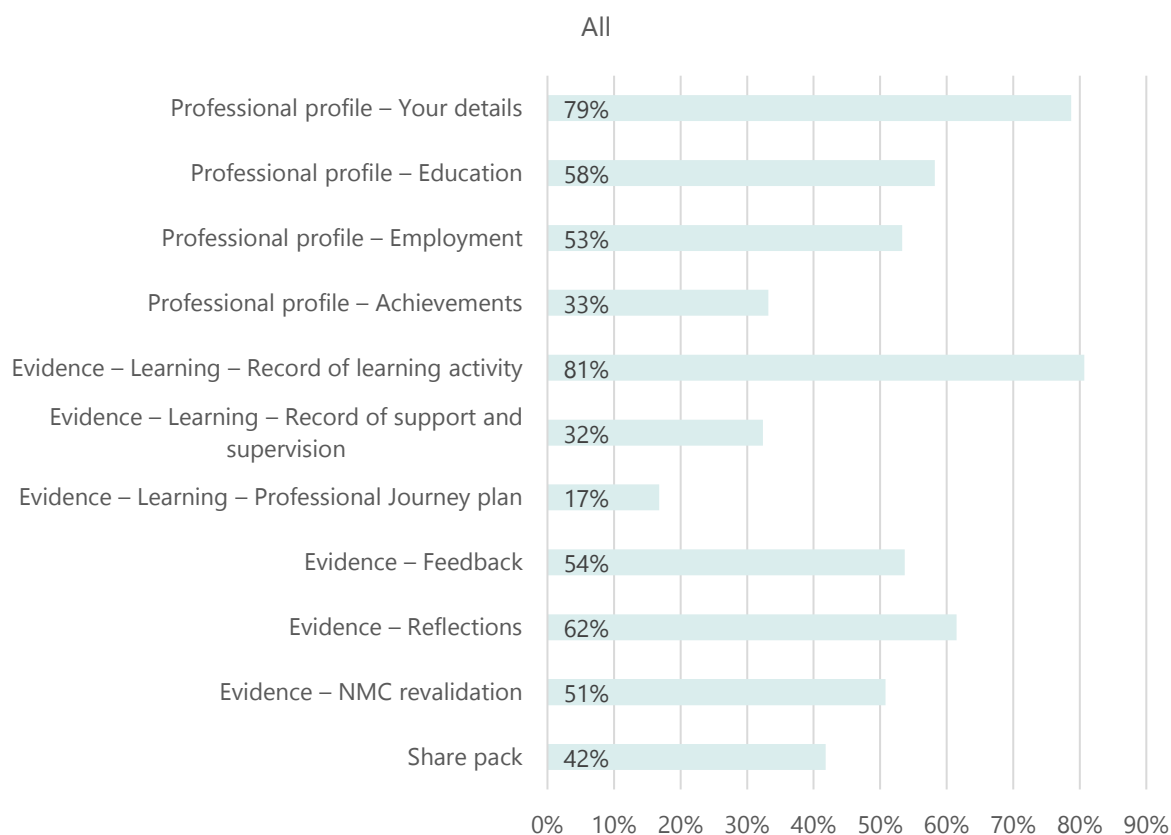 All
Professional profile – Your details
79%
Professional profile – Education
58%
Professional profile – Employment
53%
Professional profile – Achievements
33%
Evidence – Learning – Record of learning activity
81%
Evidence – Learning – Record of support and
supervision
32%
Evidence – Learning – Professional Journey plan
17%
Evidence – Feedback
54%
Evidence – Reflections
62%
Evidence – NMC revalidation
51%
Share pack
42%
0% 10% 20% 30% 40% 50% 60% 70% 80% 90%